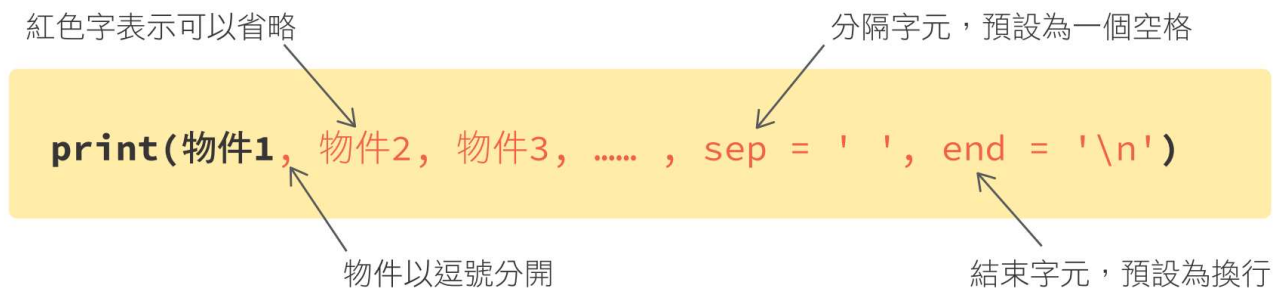 紅色字表示可以省略
分隔字元，預設為一個空格
print(物件1, 物件2, 物件3, …… , sep = ' ', end = '\n')
物件以逗號分開
結束字元，預設為換行